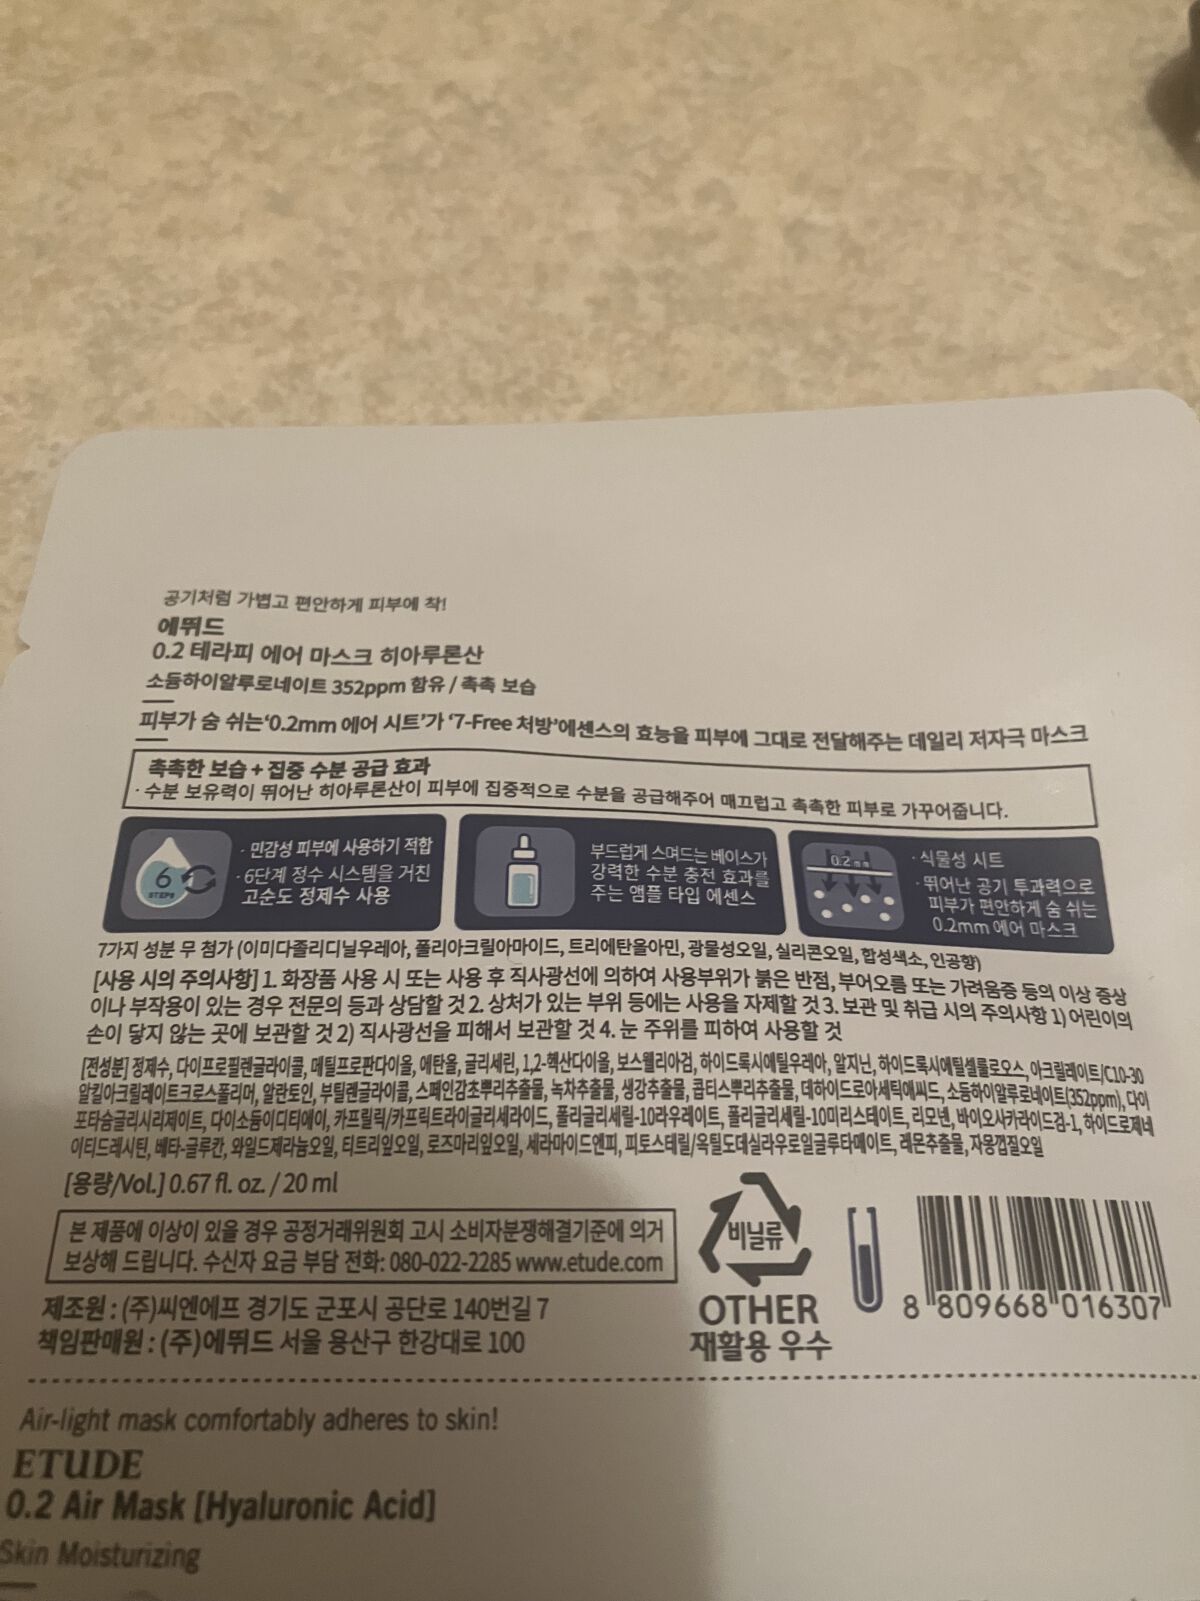 공기처럼 가볍고 편안하게 피부에 착!
에뛰드
0.2 테라피 에어 마스크 히아루론산
소듐하이알루로네이트 352ppm 함유 / 촉촉 보습
피부가 숨 쉬는‘0.2mm 에어 시트’가 ‘7-Free 처방’에센스의 효능을 피부에 그대로 전달해주는 데일리 저자극 마스크
촉촉한 보습 + 집중 수분 공급 효과
· 수분 보유력이 뛰어난 히아루론산이 피부에 집중적으로 수분을 공급해주어 매끄럽고 촉촉한 피부로 가꾸어줍니다.
6
STEPS
· 민감성 피부에 사용하기 적합
· 6단계 정수 시스템을 거친
고순도 정제수 사용
부드럽게 스며드는 베이스가
강력한 수분 충전 효과를
주는 앰플 타입 에센스
0.2mm
· 식물성 시트
· 뛰어난 공기 투과력으로
피부가 편안하게 숨 쉬는
0.2mm 에어 마스크
7가지 성분 무 첨가 (이미다졸리디닐우레아, 폴리아크릴아마이드, 트리에탄올아민, 광물성오일, 실리콘오일, 합성색소, 인공향)
[사용 시의 주의사항] 1. 화장품 사용 시 또는 사용 후 직사광선에 의하여 사용부위가 붉은 반점, 부어오름 또는 가려움증 등의 이상 증상
이나 부작용이 있는 경우 전문의 등과 상담할 것 2. 상처가 있는 부위 등에는 사용을 자제할 것 3. 보관 및 취급 시의 주의사항 1) 어린이의
손이 닿지 않는 곳에 보관할 것 2) 직사광선을 피해서 보관할 것 4. 눈 주위를 피하여 사용할 것
[전성분] 정제수, 다이프로필렌글라이콜, 메틸프로판다이올, 에탄올, 글리세린, 1,2-헥산다이올, 보스웰리아검, 하이드록시에틸우레아, 알지닌, 하이드록시에틸셀룰로오스, 아크릴레이트/C10-30
알킬아크릴레이트크로스폴리머, 알란토인, 부틸렌글라이콜, 스페인감초뿌리추출물, 녹차추출물, 생강추출물, 콥티스뿌리추출물, 데하이드로아세틱애씨드, 소듐하이알루로네이트(352ppm), 다이
포타슘글리시리제이트, 다이소듐이디티에이, 카프릴릭/카프릭트라이글리세라이드, 폴리글리세릴-10라우레이트, 폴리글리세릴-10미리스테이트, 리모넨, 바이오사카라이드검-1, 하이드로제네
이티드레시틴, 베타-글루칸, 와일드제라늄오일, 티트리잎오일, 로즈마리잎오일, 세라마이드엔피, 피토스테릴/옥틸도데실라우로일글루타메이트, 레몬추출물, 자몽껍질오일
[용량/Vol.] 0.67 fl. oz. / 20 ml
본 제품에 이상이 있을 경우 공정거래위원회 고시 소비자분쟁해결기준에 의거
보상해 드립니다. 수신자 요금 부담 전화: 080-022-2285 www.etude.com
제조원 : (주)씨엔에프 경기도 군포시 공단로 140번길 7
책임판매원 : (주)에뛰드 서울 용산구 한강대로 100
비닐류
OTHER
재활용 우수
8 809668 016307
Air-light mask comfortably adheres to skin!
ETUDE
0.2 Air Mask [Hyaluronic Acid]
Skin Moisturizing